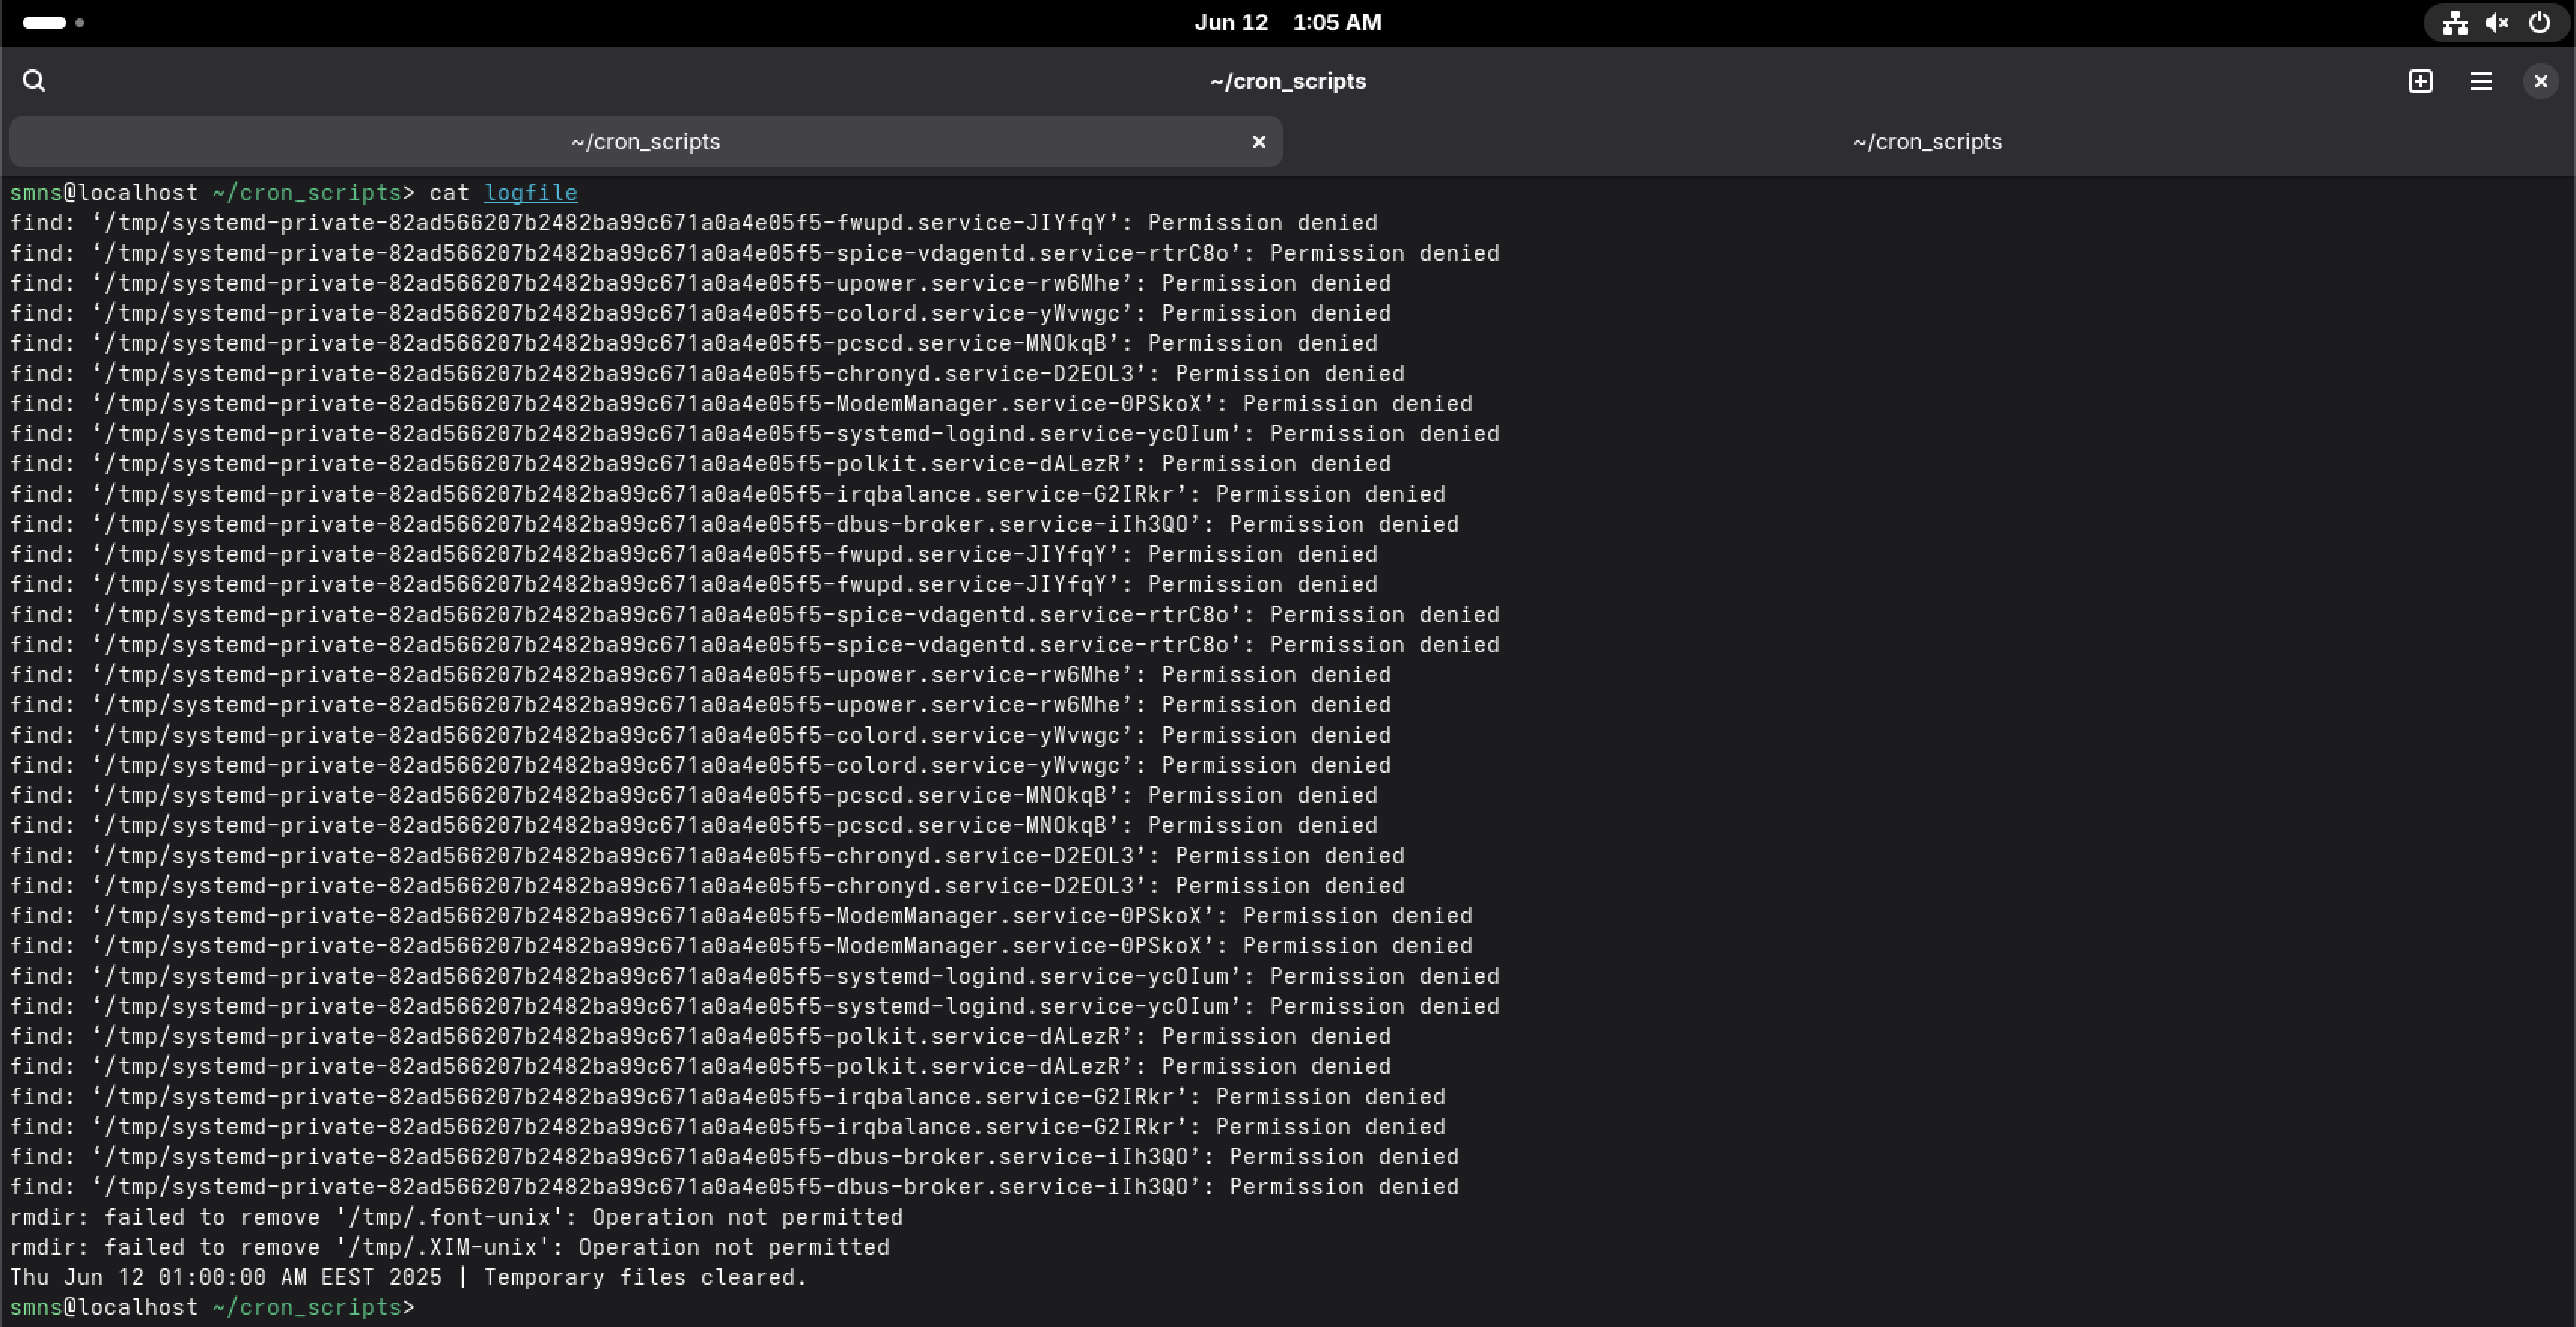 Jun 12 1:05 AM
~/cron_scripts
~/cron_scripts ~/cron_scripts
smns@localhost ~/cron_scripts> cat logfile
find: ‘/tmp/systemd-private-82ad566207b2482ba99c671a0a4e05f5-fwupd.service-JIYfqY’: Permission denied
find: ‘/tmp/systemd-private-82ad566207b2482ba99c671a0a4e05f5-spice-vdagentd.service-rtrC8o’: Permission denied
find: ‘/tmp/systemd-private-82ad566207b2482ba99c671a0a4e05f5-upower.service-rw6Mhe’: Permission denied
find: ‘/tmp/systemd-private-82ad566207b2482ba99c671a0a4e05f5-colord.service-yWvwgc’: Permission denied
find: ‘/tmp/systemd-private-82ad566207b2482ba99c671a0a4e05f5-pcscd.service-MNOkqB’: Permission denied
find: ‘/tmp/systemd-private-82ad566207b2482ba99c671a0a4e05f5-chronyd.service-D2EOL3’: Permission denied
find: ‘/tmp/systemd-private-82ad566207b2482ba99c671a0a4e05f5-ModemManager.service-0PSkoX’: Permission denied
find: ‘/tmp/systemd-private-82ad566207b2482ba99c671a0a4e05f5-systemd-logind.service-ycOIum’: Permission denied
find: ‘/tmp/systemd-private-82ad566207b2482ba99c671a0a4e05f5-polkit.service-dALezR’: Permission denied
find: ‘/tmp/systemd-private-82ad566207b2482ba99c671a0a4e05f5-irqbalance.service-G2IRkr’: Permission denied
find: ‘/tmp/systemd-private-82ad566207b2482ba99c671a0a4e05f5-dbus-broker.service-iIh3QO’: Permission denied
find: ‘/tmp/systemd-private-82ad566207b2482ba99c671a0a4e05f5-fwupd.service-JIYfqY’: Permission denied
find: ‘/tmp/systemd-private-82ad566207b2482ba99c671a0a4e05f5-fwupd.service-JIYfqY’: Permission denied
find: ‘/tmp/systemd-private-82ad566207b2482ba99c671a0a4e05f5-spice-vdagentd.service-rtrC8o’: Permission denied
find: ‘/tmp/systemd-private-82ad566207b2482ba99c671a0a4e05f5-spice-vdagentd.service-rtrC8o’: Permission denied
find: ‘/tmp/systemd-private-82ad566207b2482ba99c671a0a4e05f5-upower.service-rw6Mhe’: Permission denied
find: ‘/tmp/systemd-private-82ad566207b2482ba99c671a0a4e05f5-upower.service-rw6Mhe’: Permission denied
find: ‘/tmp/systemd-private-82ad566207b2482ba99c671a0a4e05f5-colord.service-yWvwgc’: Permission denied
find: ‘/tmp/systemd-private-82ad566207b2482ba99c671a0a4e05f5-colord.service-yWvwgc’: Permission denied
find: ‘/tmp/systemd-private-82ad566207b2482ba99c671a0a4e05f5-pcscd.service-MNOkqB’: Permission denied
find: ‘/tmp/systemd-private-82ad566207b2482ba99c671a0a4e05f5-pcscd.service-MNOkqB’: Permission denied
find: ‘/tmp/systemd-private-82ad566207b2482ba99c671a0a4e05f5-chronyd.service-D2EOL3’: Permission denied
find: ‘/tmp/systemd-private-82ad566207b2482ba99c671a0a4e05f5-chronyd.service-D2EOL3’: Permission denied
find: ‘/tmp/systemd-private-82ad566207b2482ba99c671a0a4e05f5-ModemManager.service-0PSkoX’: Permission denied
find: ‘/tmp/systemd-private-82ad566207b2482ba99c671a0a4e05f5-ModemManager.service-0PSkoX’: Permission denied
find: ‘/tmp/systemd-private-82ad566207b2482ba99c671a0a4e05f5-systemd-logind.service-ycOIum’: Permission denied
find: ‘/tmp/systemd-private-82ad566207b2482ba99c671a0a4e05f5-systemd-logind.service-ycOIum’: Permission denied
find: ‘/tmp/systemd-private-82ad566207b2482ba99c671a0a4e05f5-polkit.service-dALezR’: Permission denied
find: ‘/tmp/systemd-private-82ad566207b2482ba99c671a0a4e05f5-polkit.service-dALezR’: Permission denied
find: ‘/tmp/systemd-private-82ad566207b2482ba99c671a0a4e05f5-irqbalance.service-G2IRkr’: Permission denied
find: ‘/tmp/systemd-private-82ad566207b2482ba99c671a0a4e05f5-irqbalance.service-G2IRkr’: Permission denied
find: ‘/tmp/systemd-private-82ad566207b2482ba99c671a0a4e05f5-dbus-broker.service-iIh3QO’: Permission denied
find: ‘/tmp/systemd-private-82ad566207b2482ba99c671a0a4e05f5-dbus-broker.service-iIh3QO’: Permission denied
rmdir: failed to remove '/tmp/.font-unix': Operation not permitted
rmdir: failed to remove '/tmp/.XIM-unix': Operation not permitted
Thu Jun 12 01:00:00 AM EEST 2025 | Temporary files cleared.
smns@localhost ~/cron_scripts>